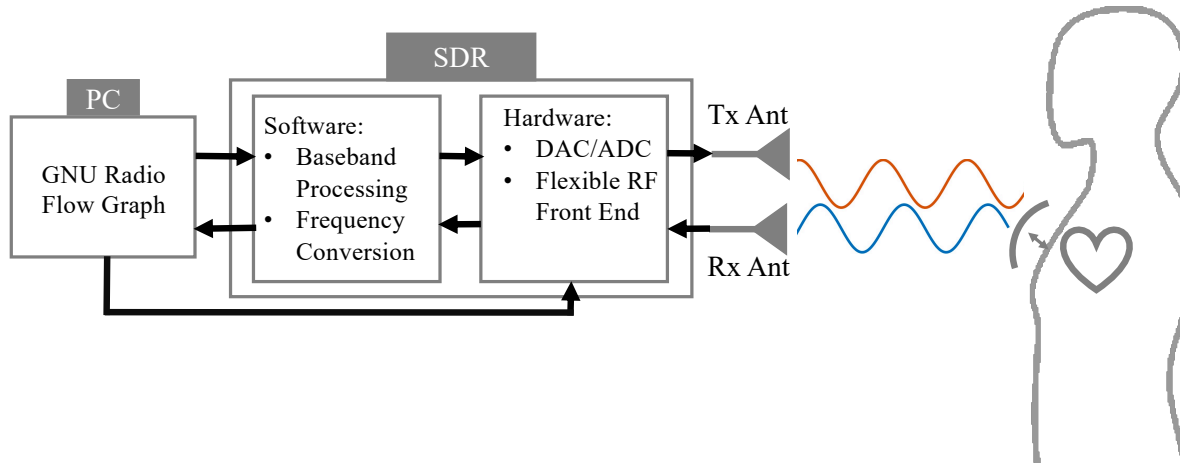 SDR
PC
GNU Radio
Flow Graph
Software:
• Baseband
Processing
• Frequency
Conversion
Hardware:
• DAC/ADC
• Flexible RF
Front End
Tx Ant
Rx Ant